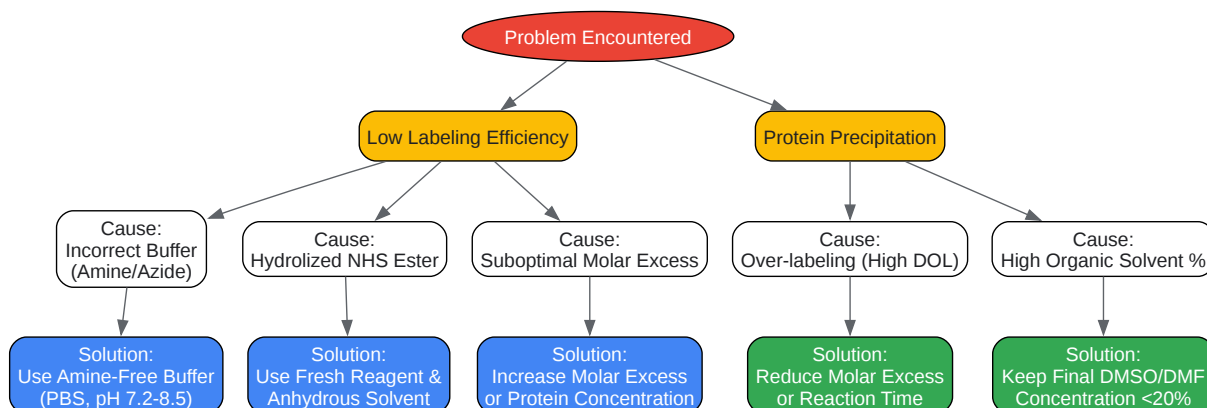 Problem Encountered
Low Labeling Efficiency
Protein Precipitation
Cause:
Incorrect Buffer
(Amine/Azide)
Cause:
Hydrolized NHS Ester
Cause:
Suboptimal Molar Excess
Cause:
Over-labeling (High DOL)
Cause:
High Organic Solvent %
Solution:
Use Amine-Free Buffer
(PBS, pH 7.2-8.5)
Solution:
Use Fresh Reagent &
Anhydrous Solvent
Solution:
Increase Molar Excess
or Protein Concentration
Solution:
Reduce Molar Excess
or Reaction Time
Solution:
Keep Final DMSO/DMF
Concentration <20%